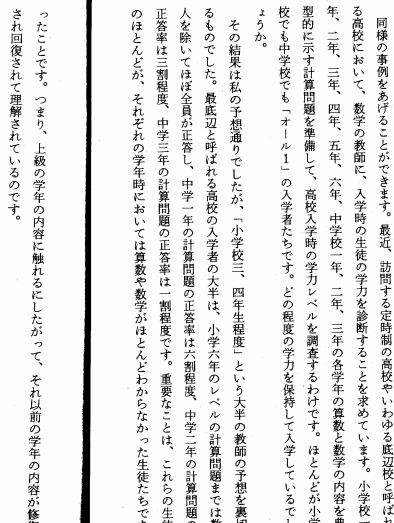 同様の事例をあげることができます。最近、訪問する定時制の高校やいわゆる底辺校と呼ばれ
る高校において、数学の教師に、入学時の生徒の学力を診断することを求めています。小学校一
年、二年、三年、四年、五年、六年、中学校一年、二年、三年の各学年の算数と数学の内容を典
型的に示す計算問題を準備して、高校入学時の学力レベルを調査するわけです。ほとんどが小学
校でも中学校でも「オール1」の入学者たちです。どの程度の学力を保持して入学しているでし
ょうか。
その結果は私の予想通りでしたが、「小学校三、四年生程度」という大半の教師の予想を裏切
るものでした。最底辺と呼ばれる高校の入学者の大半は、小学六年のレベルの計算までは数
人を除いてほぼ全員が正答し、中学一年の計算問題の正答率は六割程度、中学二年の計算問題の
正答率は三割程度、中学三年の計算問題の正答率は一割程度です。重要なことは、これらの生徒
のほとんどが、それぞれの学年時においては算数や数学がほとんどわからなかった生徒たちで
ったことです。つまり、上級の学年の内容に触れるにしたがって、それ以前の学年の内容が修復
され回復されて理解されているのです。